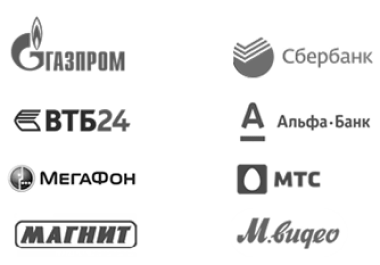 ГАЗПРОМ
Сбербанк
ВТБ24
Альфа·Банк
МЕГАФОН
МТС
МАГНИТ
М.видео